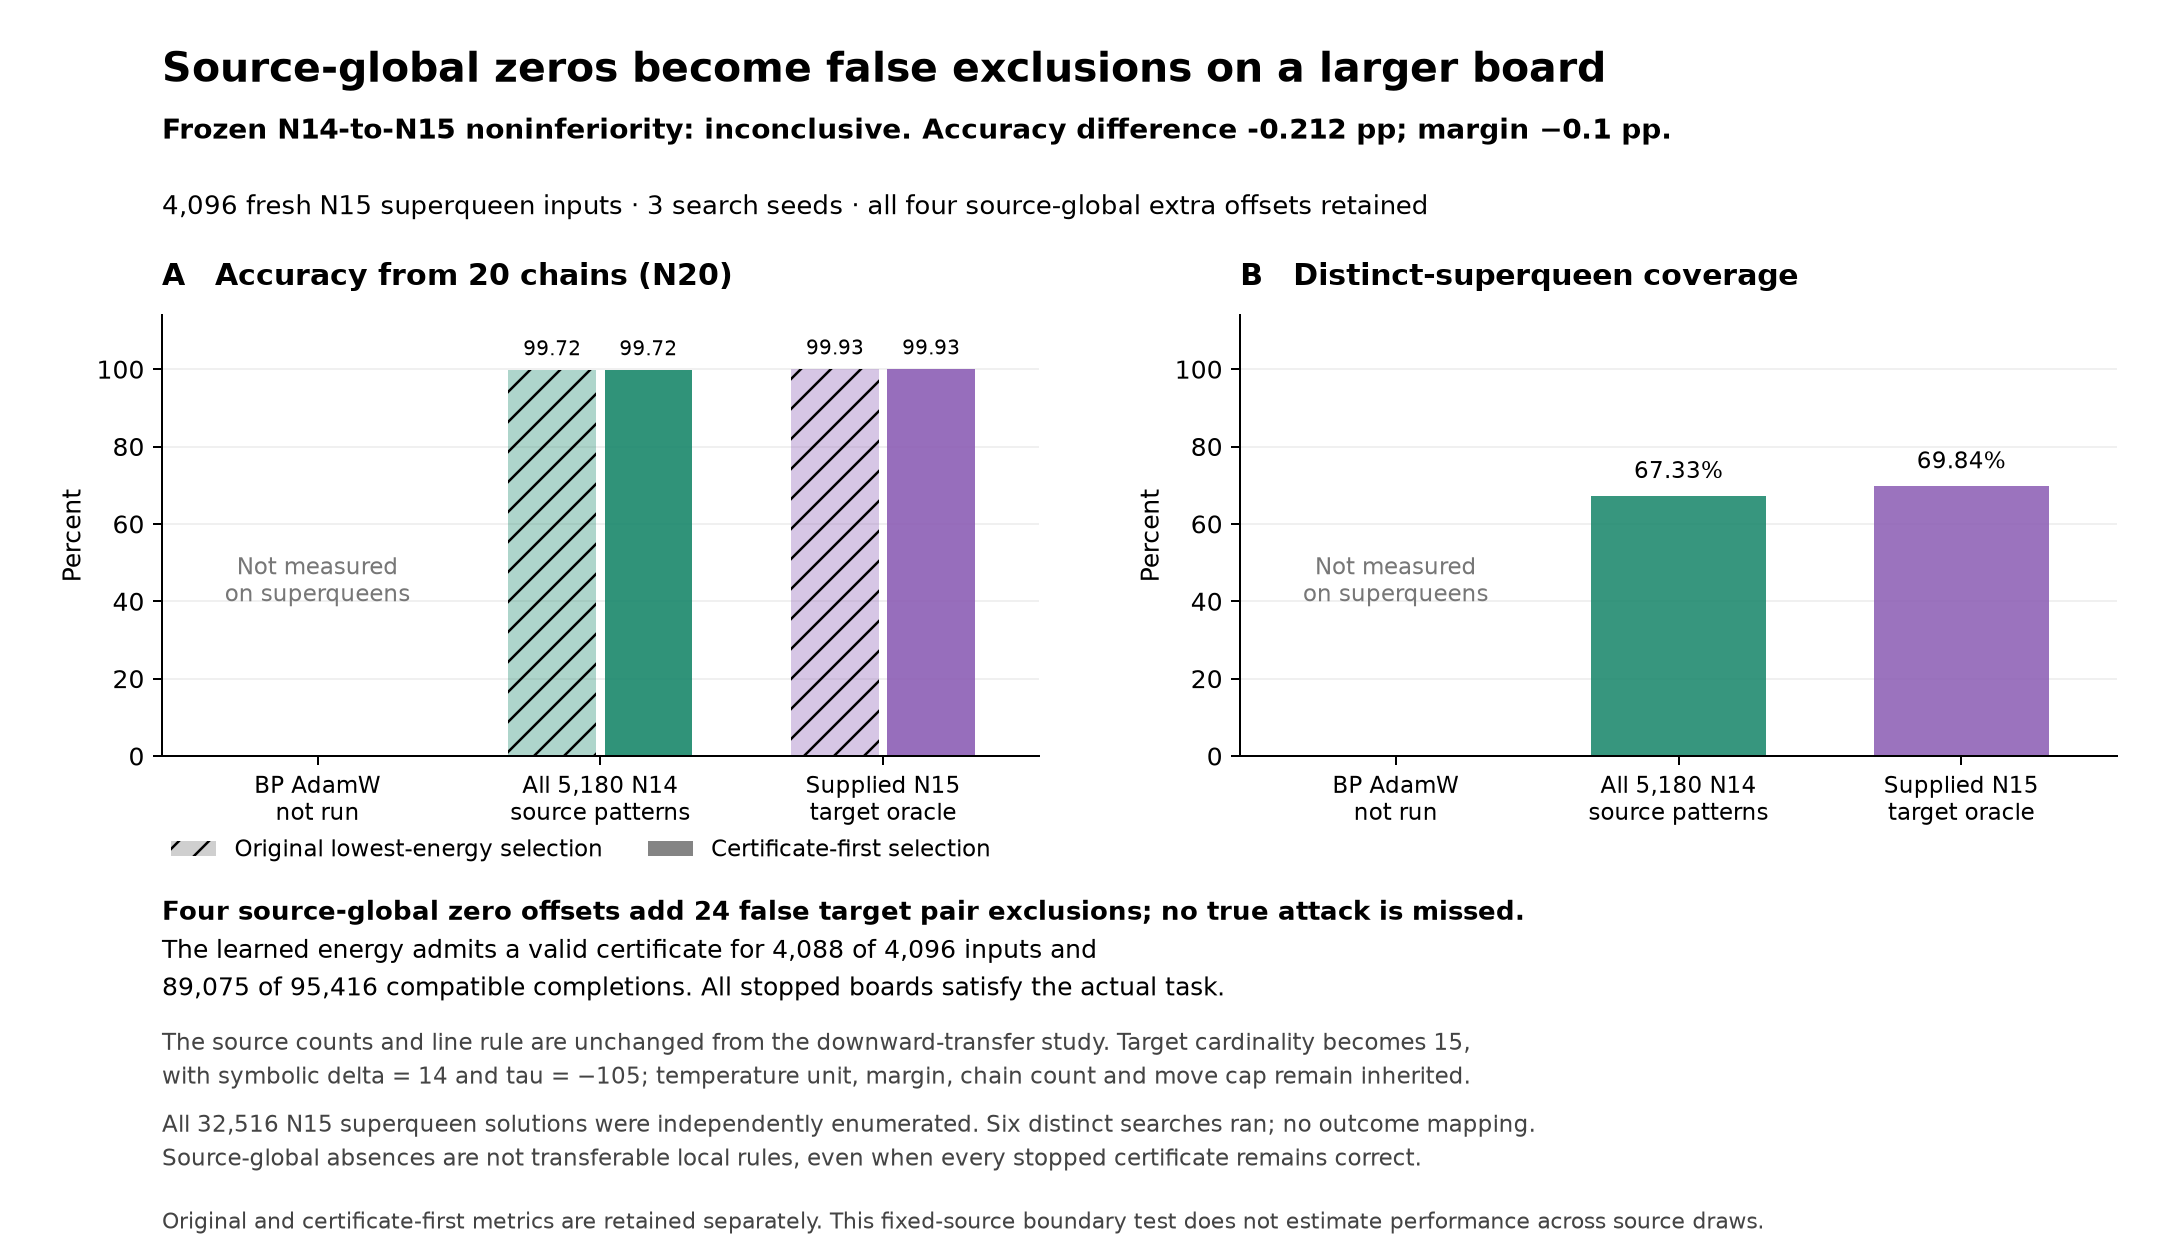 Source-global zeros become false exclusions on a larger board
Frozen N14-to-N15 noninferiority: inconclusive. Accuracy difference -0.212 pp; margin −0.1 pp.
4,096 fresh N15 superqueen inputs · 3 search seeds · all four source-global extra offsets retained
A Accuracy from 20 chains (N20)
Percent
100
80
60
40
20
0
99.72
99.72
99.93
99.93
Not measured
on superqueens
BP AdamW
not run
All 5,180 N14
source patterns
Supplied N15
target oracle
Original lowest-energy selection
Certificate-first selection
B Distinct-superqueen coverage
Percent
100
80
60
40
20
0
67.33%
69.84%
Not measured
on superqueens
BP AdamW
not run
All 5,180 N14
source patterns
Supplied N15
target oracle
Four source-global zero offsets add 24 false target pair exclusions; no true attack is missed.
The learned energy admits a valid certificate for 4,088 of 4,096 inputs and
89,075 of 95,416 compatible completions. All stopped boards satisfy the actual task.
The source counts and line rule are unchanged from the downward-transfer study. Target cardinality becomes 15,
with symbolic delta = 14 and tau = −105; temperature unit, margin, chain count and move cap remain inherited.
All 32,516 N15 superqueen solutions were independently enumerated. Six distinct searches ran; no outcome mapping.
Source-global absences are not transferable local rules, even when every stopped certificate remains correct.
Original and certificate-first metrics are retained separately. This fixed-source boundary test does not estimate performance across source draws.